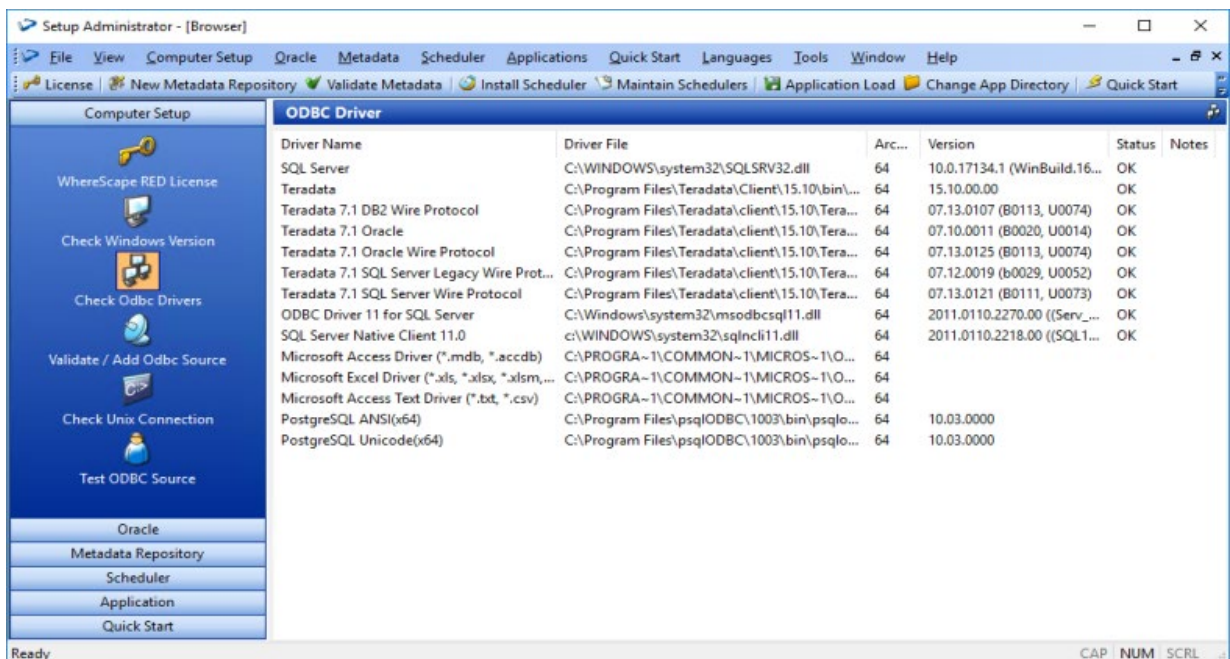 Setup Administrator - [Browser]
File View Computer Setup Oracle Metadata Scheduler Applications Quick Start Languages Tools Window Help
License New Metadata Repository Validate Metadata Install Scheduler Maintain Schedulers Application Load Change App Directory Quick Start
Computer Setup
WhereScape RED License
Check Windows Version
Check Odbc Drivers
Validate / Add Odbc Source
Check Unix Connection
Test ODBC Source
Oracle
Metadata Repository
Scheduler
Application
Quick Start
ODBC Driver
Driver Name Driver File Arc... Version Status Notes
SQL Server C:\WINDOWS\system32\SQLSRV32.dll 64 10.0.17134.1 (WinBuild.16... OK
Teradata C:\Program Files\Teradata\Client\15.10\bin\... 64 15.10.00.00 OK
Teradata 7.1 DB2 Wire Protocol C:\Program Files\Teradata\client\15.10\Tera... 64 07.13.0107 (B0113, U0074) OK
Teradata 7.1 Oracle C:\Program Files\Teradata\client\15.10\Tera... 64 07.10.0011 (B0020, U0014) OK
Teradata 7.1 Oracle Wire Protocol C:\Program Files\Teradata\client\15.10\Tera... 64 07.13.0125 (B0113, U0074) OK
Teradata 7.1 SQL Server Legacy Wire Prot... C:\Program Files\Teradata\client\15.10\Tera... 64 07.12.0019 (b0029, U0052) OK
Teradata 7.1 SQL Server Wire Protocol C:\Program Files\Teradata\client\15.10\Tera... 64 07.13.0121 (B0111, U0073) OK
ODBC Driver 11 for SQL Server C:\Windows\system32\msodbcsql11.dll 64 2011.0110.2270.00 ((Serv_... OK
SQL Server Native Client 11.0 c:\WINDOWS\system32\sqlncli11.dll 64 2011.0110.2218.00 ((SQL1... OK
Microsoft Access Driver (*.mdb, *.accdb) C:\PROGRA~1\COMMON~1\MICROS~1\O... 64
Microsoft Excel Driver (*.xls, *.xlsx, *.xlsm,... C:\PROGRA~1\COMMON~1\MICROS~1\O... 64
Microsoft Access Text Driver (*.txt, *.csv) C:\PROGRA~1\COMMON~1\MICROS~1\O... 64
PostgreSQL ANSI(x64) C:\Program Files\psqlODBC\1003\bin\psqlo... 64 10.03.0000
PostgreSQL Unicode(x64) C:\Program Files\psqlODBC\1003\bin\psqlo... 64 10.03.0000
Ready CAP NUM SCRL